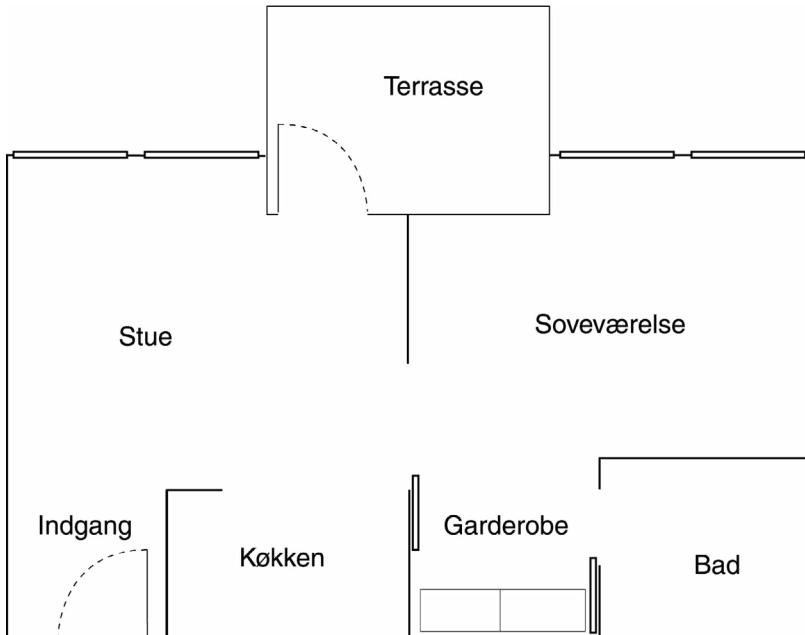 Terrasse
Stue
Soveværelse
Indgang
Køkken
Garderobe
Bad